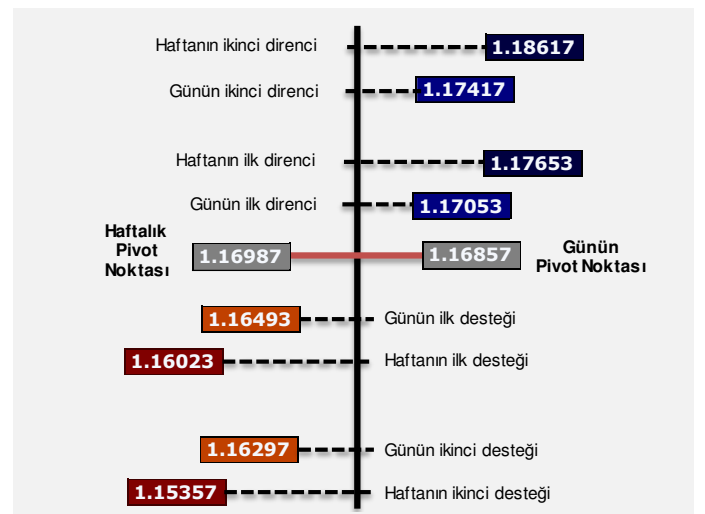 Haftanın ikinci direnci 1.18617
Günün ikinci direnci 1.17417
Haftanın ilk direnci 1.17653
Günün ilk direnci 1.17053
Haftalık
Pivot
Noktası
1.16987
1.16857
Günün
Pivot Noktası
1.16493 Günün ilk desteği
1.16023 Haftanın ilk desteği
1.16297 Günün ikinci desteği
1.15357 Haftanın ikinci desteği